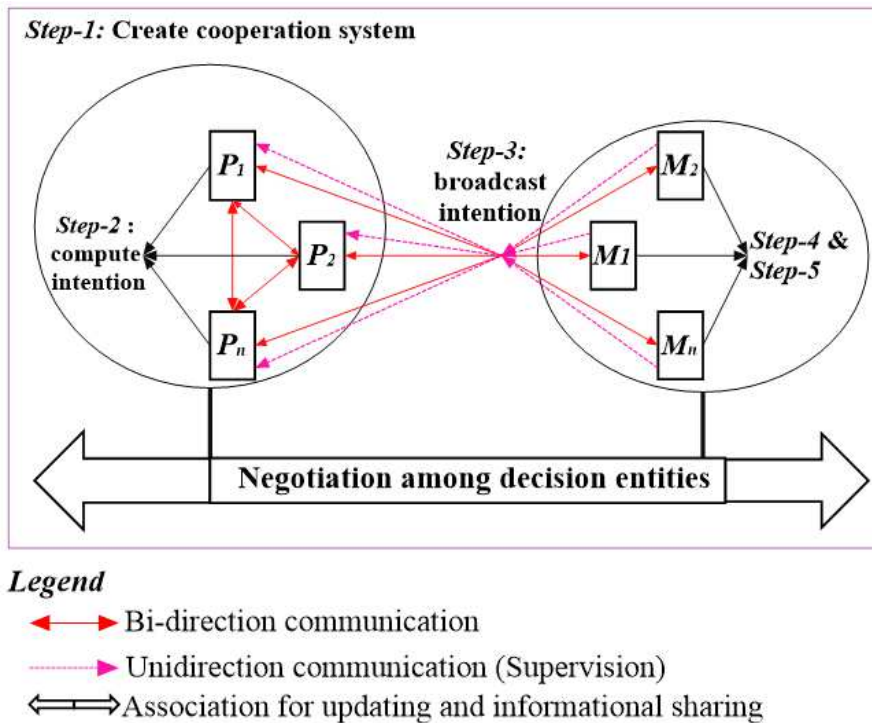 Step-1: Create cooperation system
P1
P2
Pn
Step-2 :
compute
intention
Step-3:
broadcast
intention
M2
M1
Mn
Step-4 &
Step-5
Negotiation among decision entities
Legend
Bi-direction communication
Unidirection communication (Supervision)
Association for updating and informational sharing